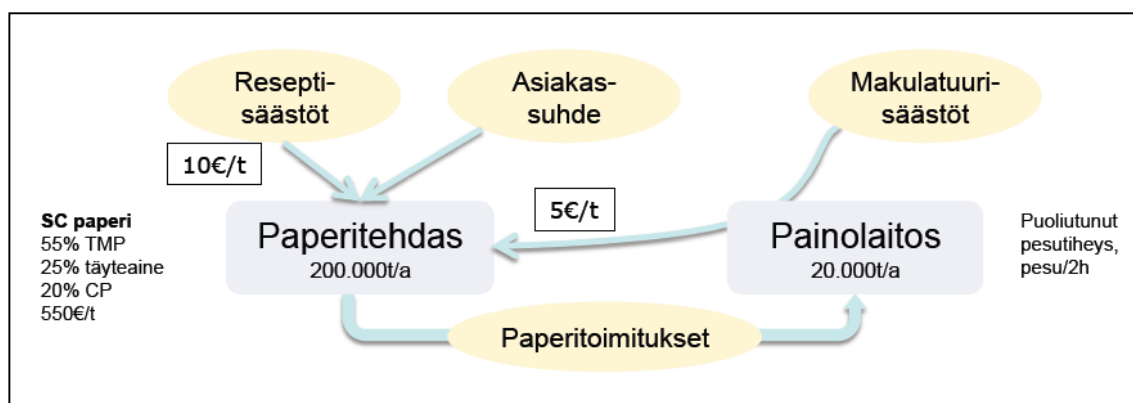 Resepti-
säästöt
Asiakas-
suhde
Makulatuuri-
säästöt
10€/t
5€/t
SC paperi
55% TMP
25% täyteaine
20% CP
550€/t
Paperitehdas
200.000t/a
Painolaitos
20.000t/a
Puoliutunut
pesutiheys,
pesu/2h
Paperitoimitukset